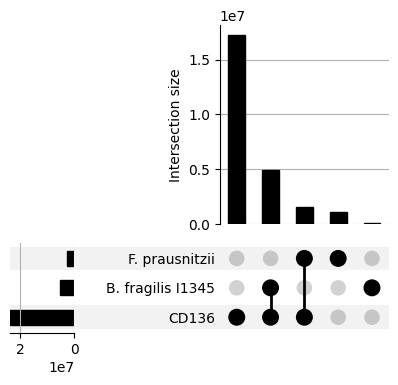 1e7
1.5
1.0
0.5
0.0
Intersection size
F. prausnitzii
B. fragilis I1345
CD136
2 0
1e7